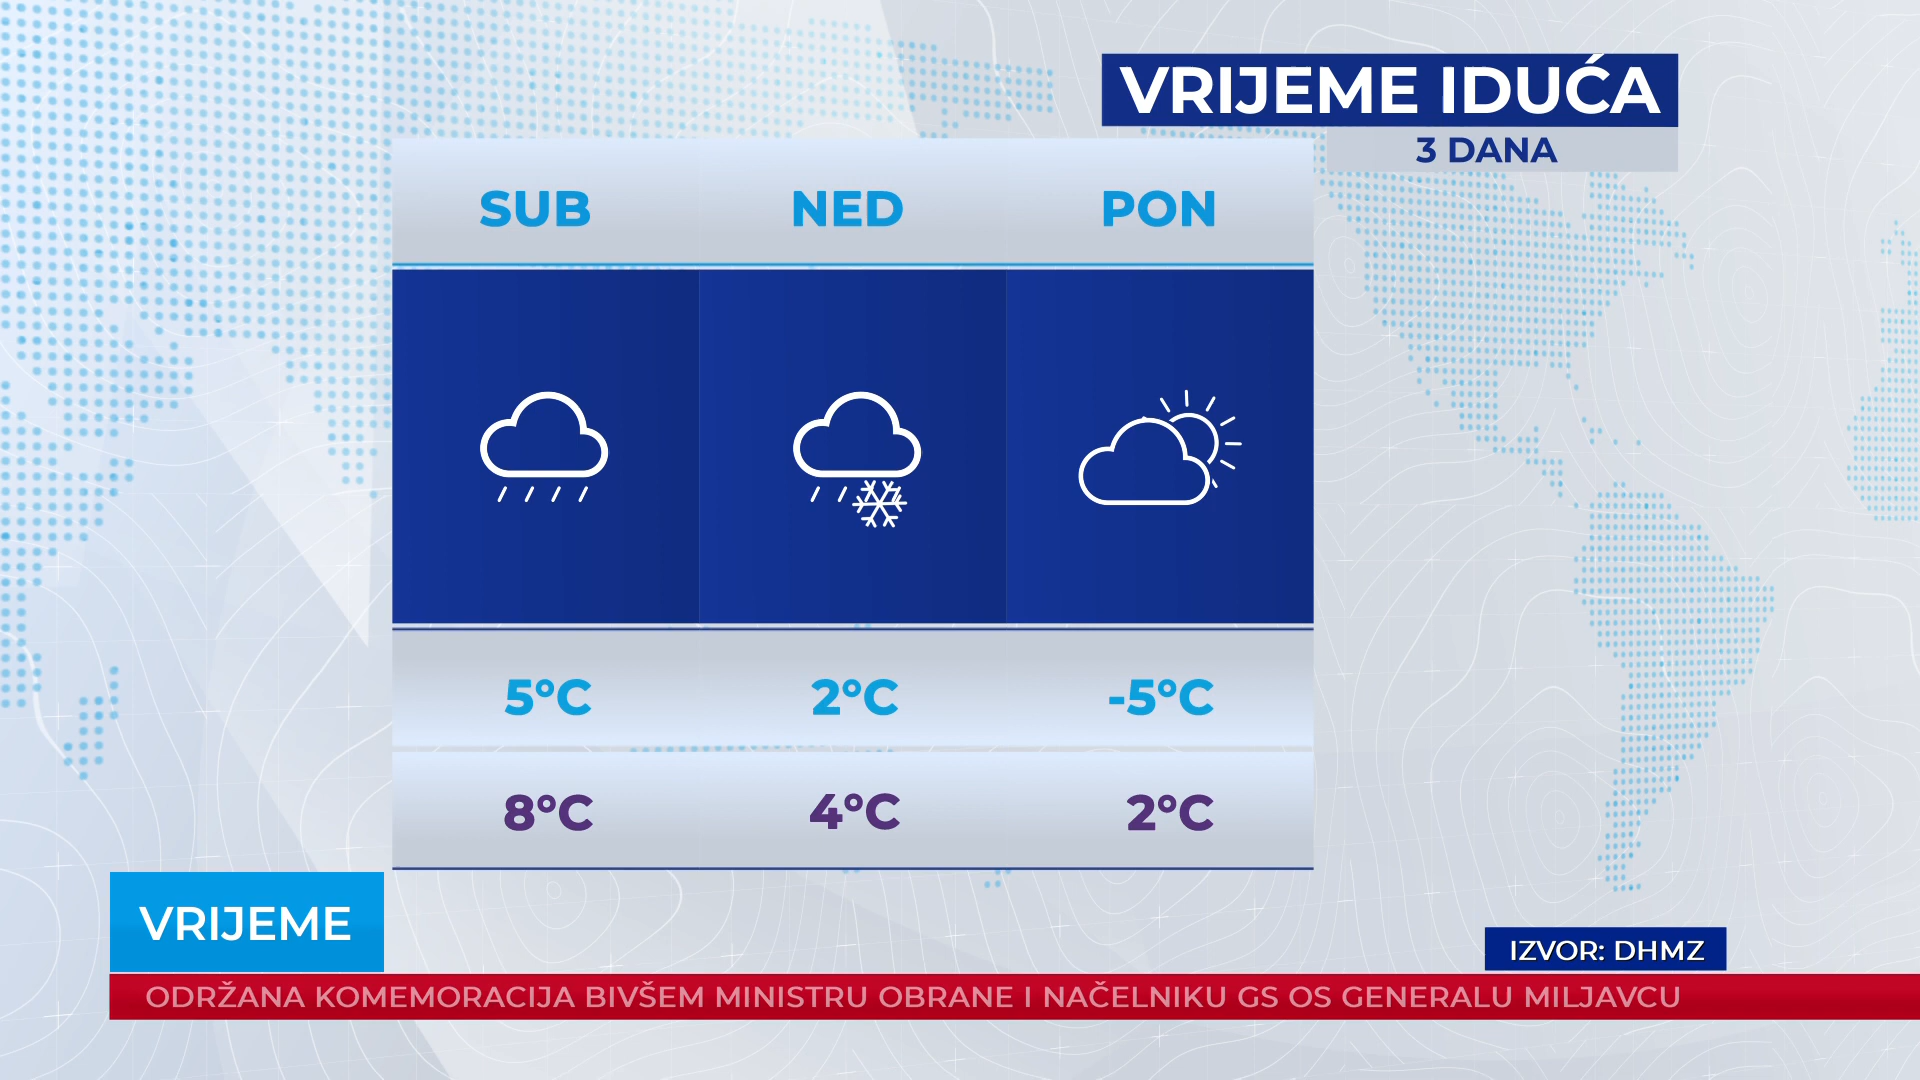 VRIJEME IDUĆA
3 DANA
SUB NED PON
5°C 2°C -5°C
8°C 4°C 2°C
VRIJEME
IZVOR: DHMZ
ODRŽANA KOMEMORACIJA BIVŠEM MINISTRU OBRANE I NAČELNIKU GS OS GENERALU MILJAVCU